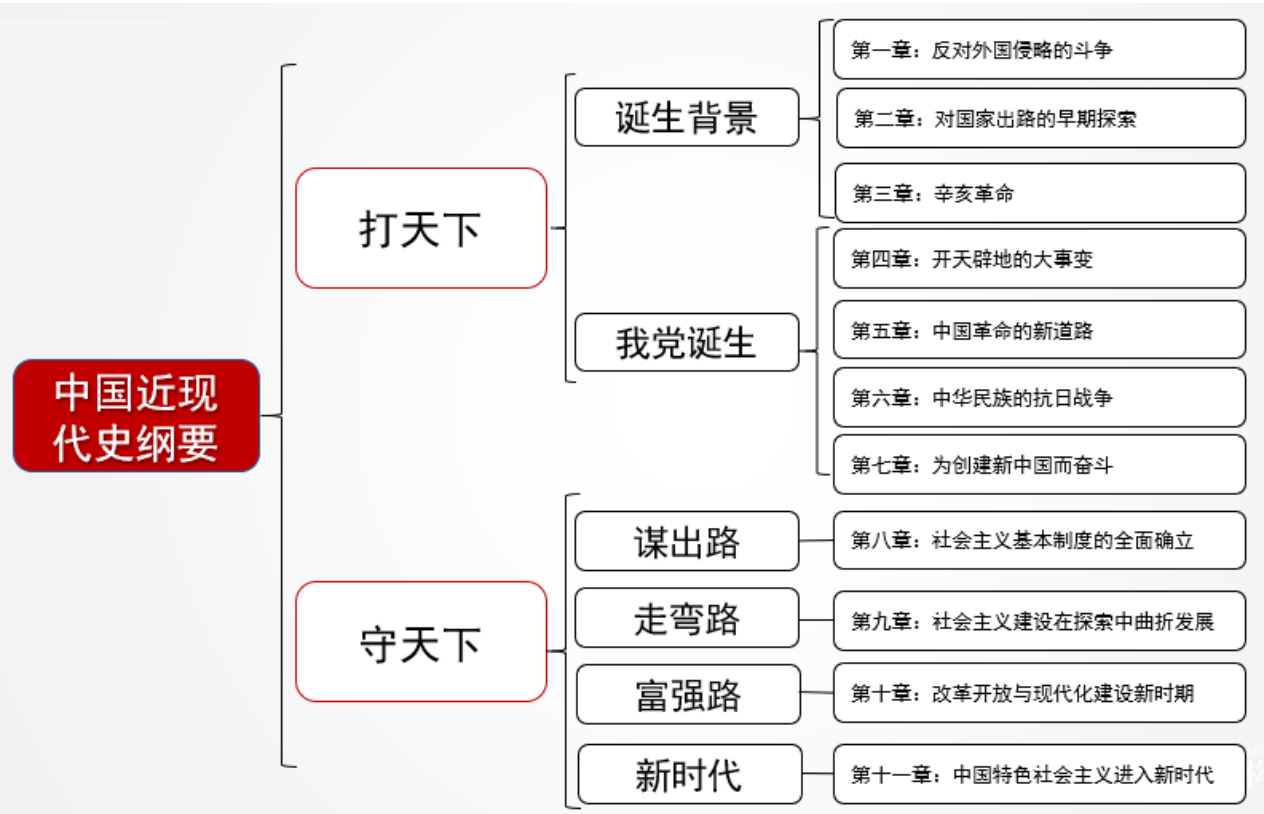 中国近现
代史纲要
打天下
诞生背景
第一章：反对外国侵略的斗争
第二章：对国家出路的早期探索
第三章：辛亥革命
我党诞生
第四章：开天辟地的大事变
第五章：中国革命的新道路
第六章：中华民族的抗日战争
第七章：为创建新中国而奋斗
守天下
谋出路
第八章：社会主义基本制度的全面确立
走弯路
第九章：社会主义建设在探索中曲折发展
富强路
第十章：改革开放与现代化建设新时期
新时代
第十一章：中国特色社会主义进入新时代